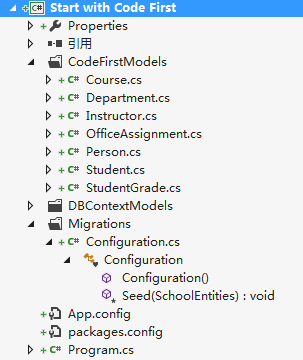 Start with Code First
Properties
引用
CodeFirstModels
Course.cs
Department.cs
Instructor.cs
OfficeAssignment.cs
Person.cs
Student.cs
StudentGrade.cs
DBContextModels
Migrations
Configuration.cs
Configuration
Configuration()
Seed(SchoolEntities) : void
App.config
packages.config
Program.cs